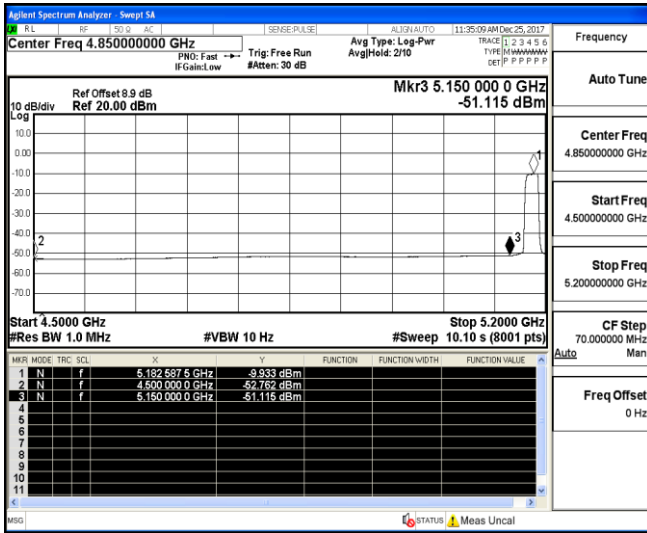 Agilent Spectrum Analyzer - Swept SA
RL RF 50 Ω AC SENSE:PULSE ALIGN AUTO 11:35:09 AM Dec 25, 2017
Center Freq 4.850000000 GHz
PNO: Fast
IFGain:Low
Trig: Free Run
#Atten: 30 dB
Avg Type: Log-Pwr
Avg|Hold: 2/10
TRACE 1 2 3 4 5 6
TYPE MWWWWW
DET P P P P P P
Ref Offset 8.9 dB
10 dB/div Ref 20.00 dBm
Log
Mkr3 5.150 000 0 GHz
-51.115 dBm
10.0
0.00
-10.0
-20.0
-30.0
-40.0
-50.0
-60.0
-70.0
1
2
3
Start 4.5000 GHz Stop 5.2000 GHz
#Res BW 1.0 MHz #VBW 10 Hz #Sweep 10.10 s (8001 pts)
MKR MODE TRC SCL X Y FUNCTION FUNCTION WIDTH FUNCTION VALUE
1 N f 5.182 587 5 GHz -9.933 dBm
2 N f 4.500 000 0 GHz -52.762 dBm
3 N f 5.150 000 0 GHz -51.115 dBm
4
5
6
7
8
9
10
11
MSG STATUS Meas Uncal
Frequency
Auto Tune
Center Freq
4.850000000 GHz
Start Freq
4.500000000 GHz
Stop Freq
5.200000000 GHz
CF Step
70.000000 MHz
Auto Man
Freq Offset
0 Hz